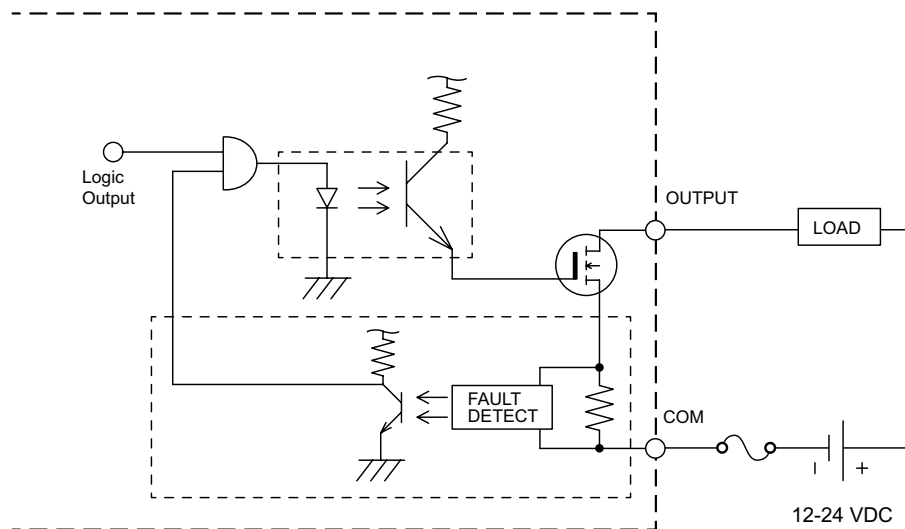 Logic
Output
OUTPUT
LOAD
FAULT
DETECT
COM
- +
12-24 VDC